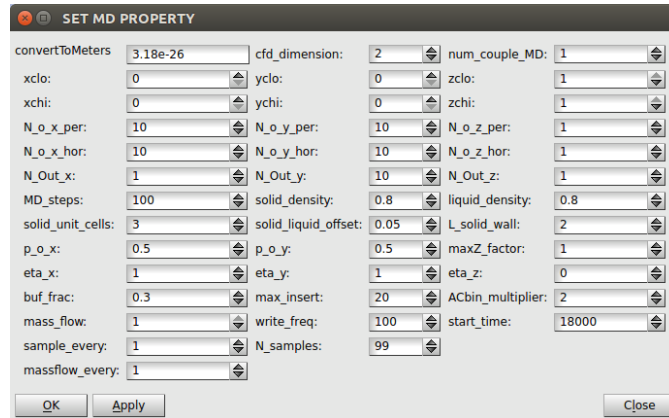 SET MD PROPERTY
convertToMeters 3.18e-26 cfd_dimension: 2 num_couple_MD: 1
xclo: 0 yclo: 0 zclo: 1
xchi: 0 ychi: 0 zchi: 1
N_o_x_per: 10 N_o_y_per: 10 N_o_z_per: 1
N_o_x_hor: 10 N_o_y_hor: 10 N_o_z_hor: 1
N_Out_x: 1 N_Out_y: 10 N_Out_z: 1
MD_steps: 100 solid_density: 0.8 liquid_density: 0.8
solid_unit_cells: 3 solid_liquid_offset: 0.05 L_solid_wall: 2
p_o_x: 0.5 p_o_y: 0.5 maxZ_factor: 1
eta_x: 1 eta_y: 1 eta_z: 0
buf_frac: 0.3 max_insert: 20 ACbin_multiplier: 2
mass_flow: 1 write_freq: 100 start_time: 18000
sample_every: 1 N_samples: 99
massflow_every: 1
OK Apply Close